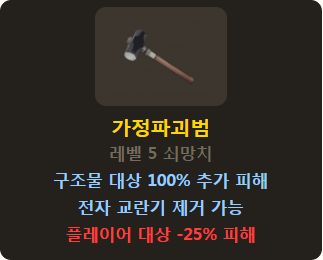 가정파괴범
레벨 5 쇠망치
구조물 대상 100% 추가 피해
전자 교란기 제거 가능
플레이어 대상 -25% 피해